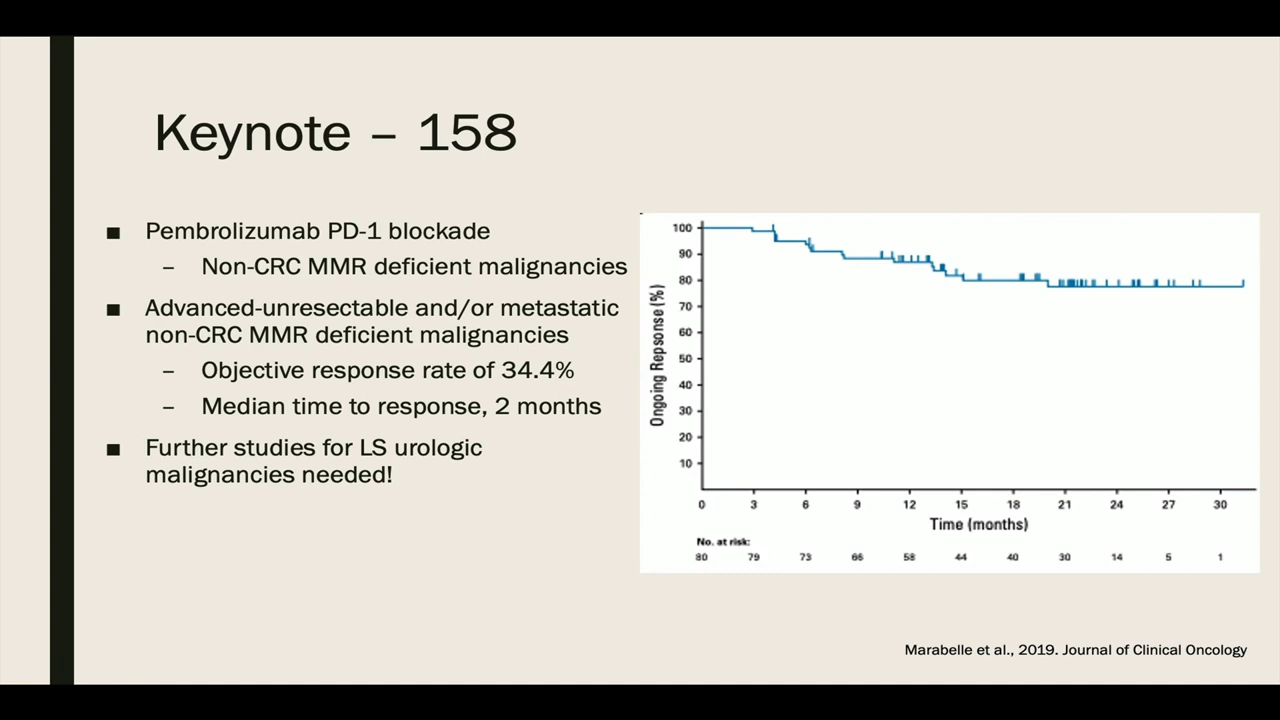 Keynote – 158
■ Pembrolizumab PD-1 blockade
– Non-CRC MMR deficient malignancies
■ Advanced-unresectable and/or metastatic
non-CRC MMR deficient malignancies
– Objective response rate of 34.4%
– Median time to response, 2 months
■ Further studies for LS urologic
malignancies needed!
Ongoing Repsonse (%)
100
90
80
70
60
50
40
30
20
10
0 3 6 9 12 15 18 21 24 27 30
Time (months)
No. at risk:
80 79 73 66 58 44 40 30 14 5 1
Marabelle et al., 2019. Journal of Clinical Oncology